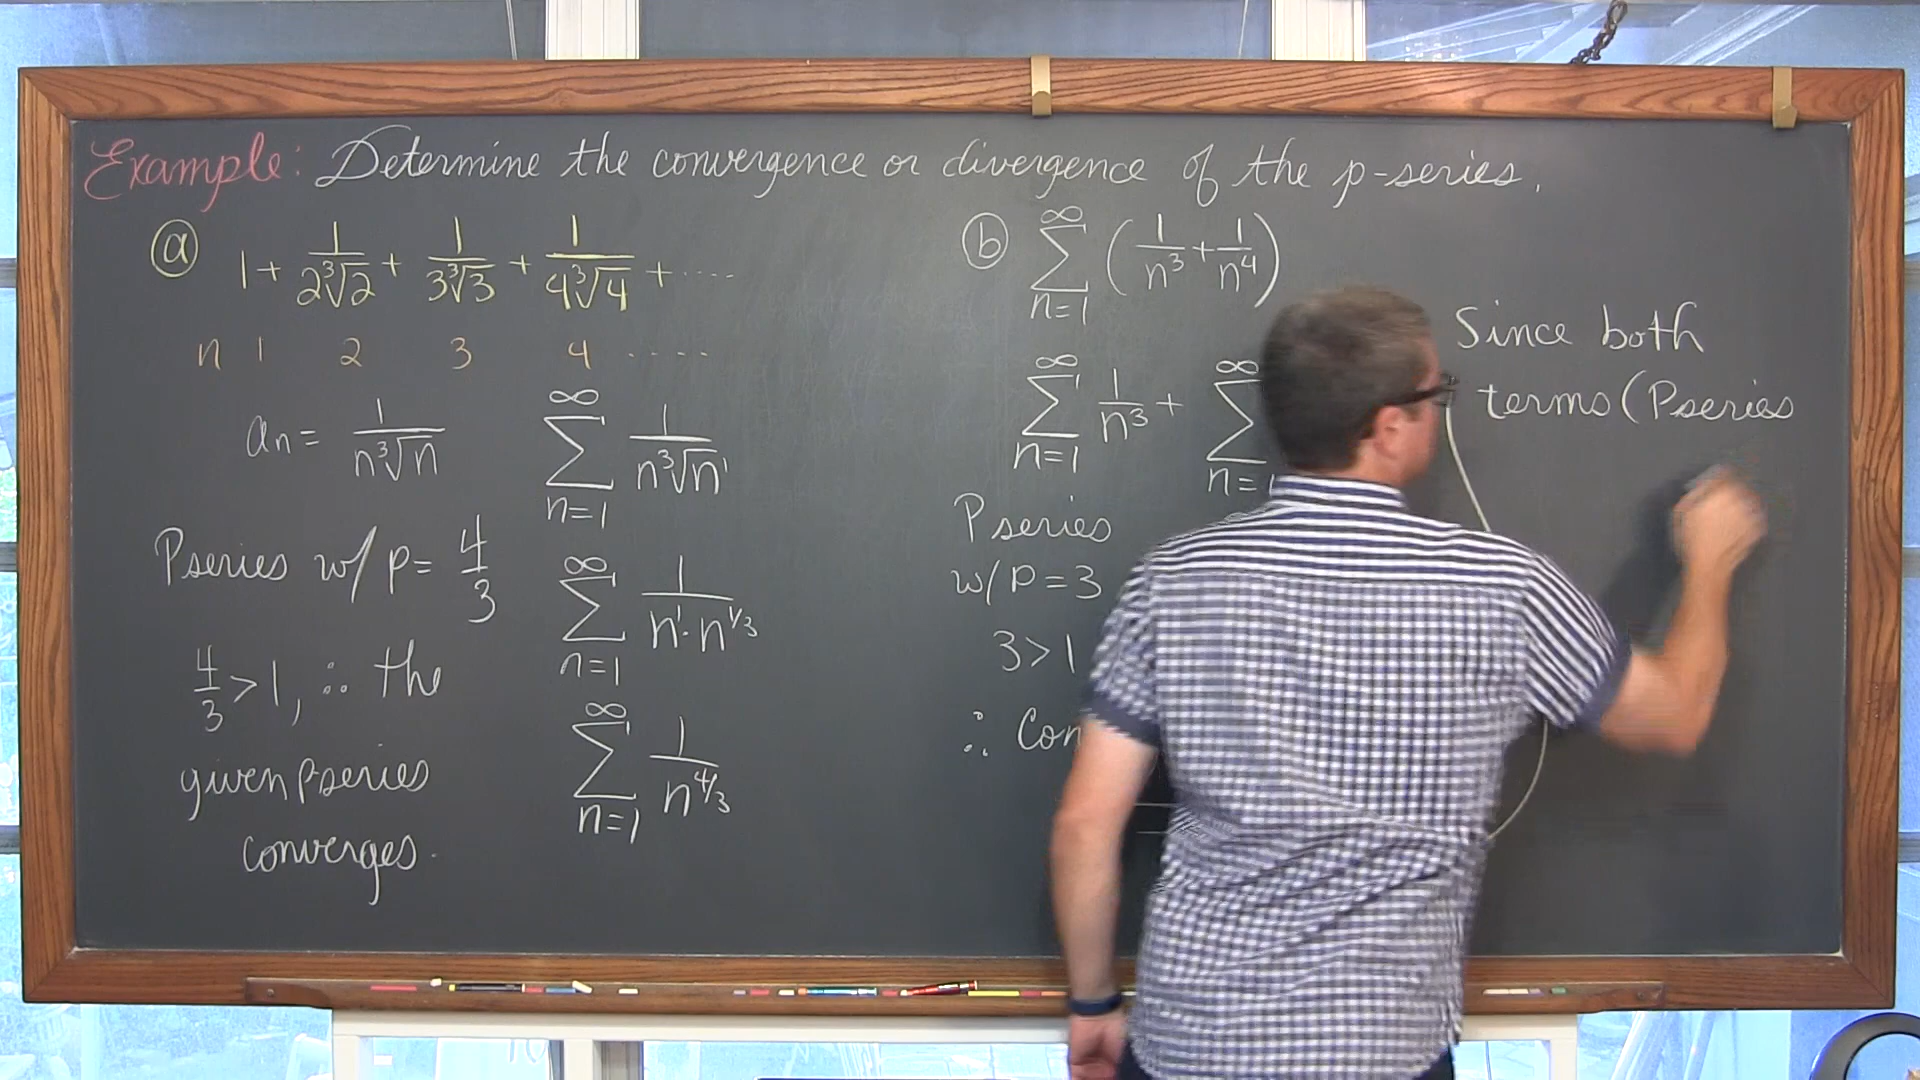 Example: Determine the convergence or divergence of the p-series.
(a) 1 + 1/(2∛2) + 1/(3∛3) + 1/(4∛4) + ....
n 1 2 3 4 .....
aₙ = 1/(n∛n)
∞ Σ n=1 1/(n∛n)
Pseries w/ p = 4/3
∞ Σ n=1 1/(n¹·n^1/3)
4/3 > 1, ∴ the
given p-series
converges.
∞ Σ n=1 1/n^4/3
(b) ∞ Σ n=1 (1/n³ + 1/n⁴)
∞ Σ n=1 1/n³ + ∞ Σ n=
Pseries
w/ P = 3
3 > 1
∴ Con
Since both
terms (Pseries